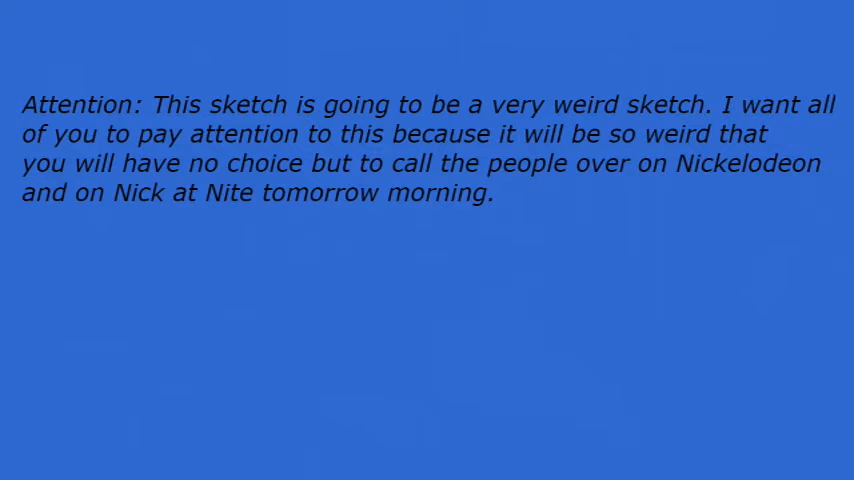 Attention: This sketch is going to be a very weird sketch. I want all
of you to pay attention to this because it will be so weird that
you will have no choice but to call the people over on Nickelodeon
and on Nick at Nite tomorrow morning.